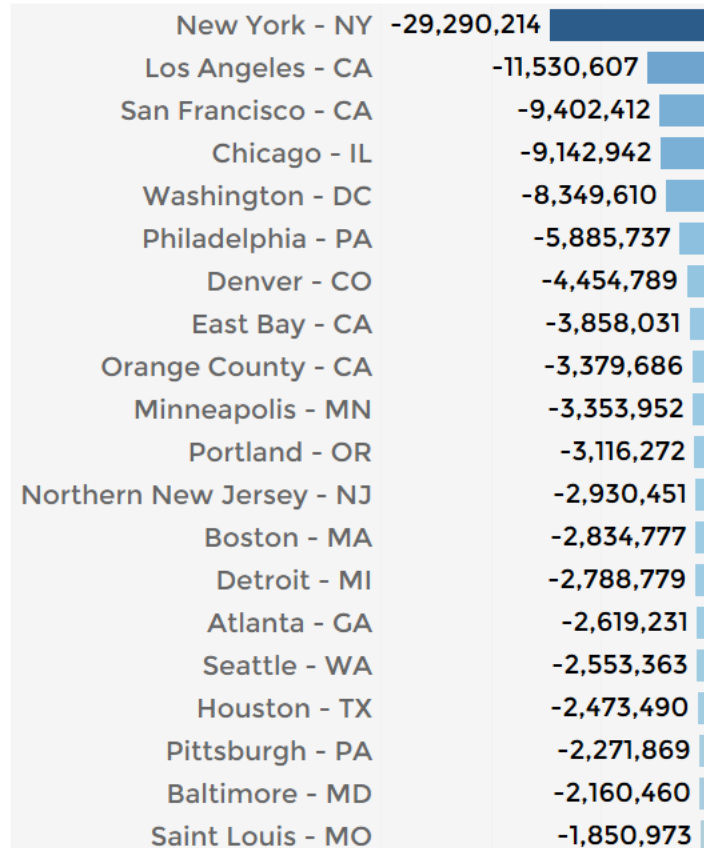 New York - NY -29,290,214
Los Angeles - CA -11,530,607
San Francisco - CA -9,402,412
Chicago - IL -9,142,942
Washington - DC -8,349,610
Philadelphia - PA -5,885,737
Denver - CO -4,454,789
East Bay - CA -3,858,031
Orange County - CA -3,379,686
Minneapolis - MN -3,353,952
Portland - OR -3,116,272
Northern New Jersey - NJ -2,930,451
Boston - MA -2,834,777
Detroit - MI -2,788,779
Atlanta - GA -2,619,231
Seattle - WA -2,553,363
Houston - TX -2,473,490
Pittsburgh - PA -2,271,869
Baltimore - MD -2,160,460
Saint Louis - MO -1,850,973